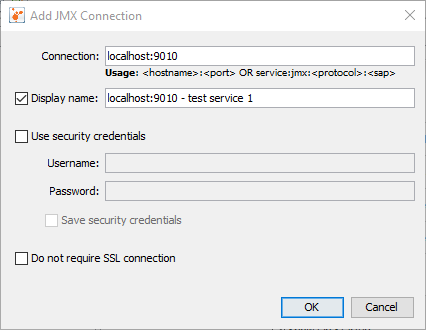 Add JMX Connection
Connection: localhost:9010
Usage: <hostname>:<port> OR service:jmx:<protocol>:<sap>
Display name: localhost:9010 - test service 1
Use security credentials
Username:
Password:
Save security credentials
Do not require SSL connection
OK Cancel